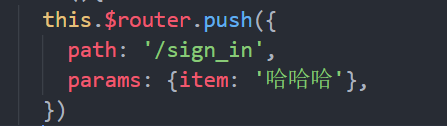 this.$router.push({
path: '/sign_in',
params: {item: '哈哈哈'},
})